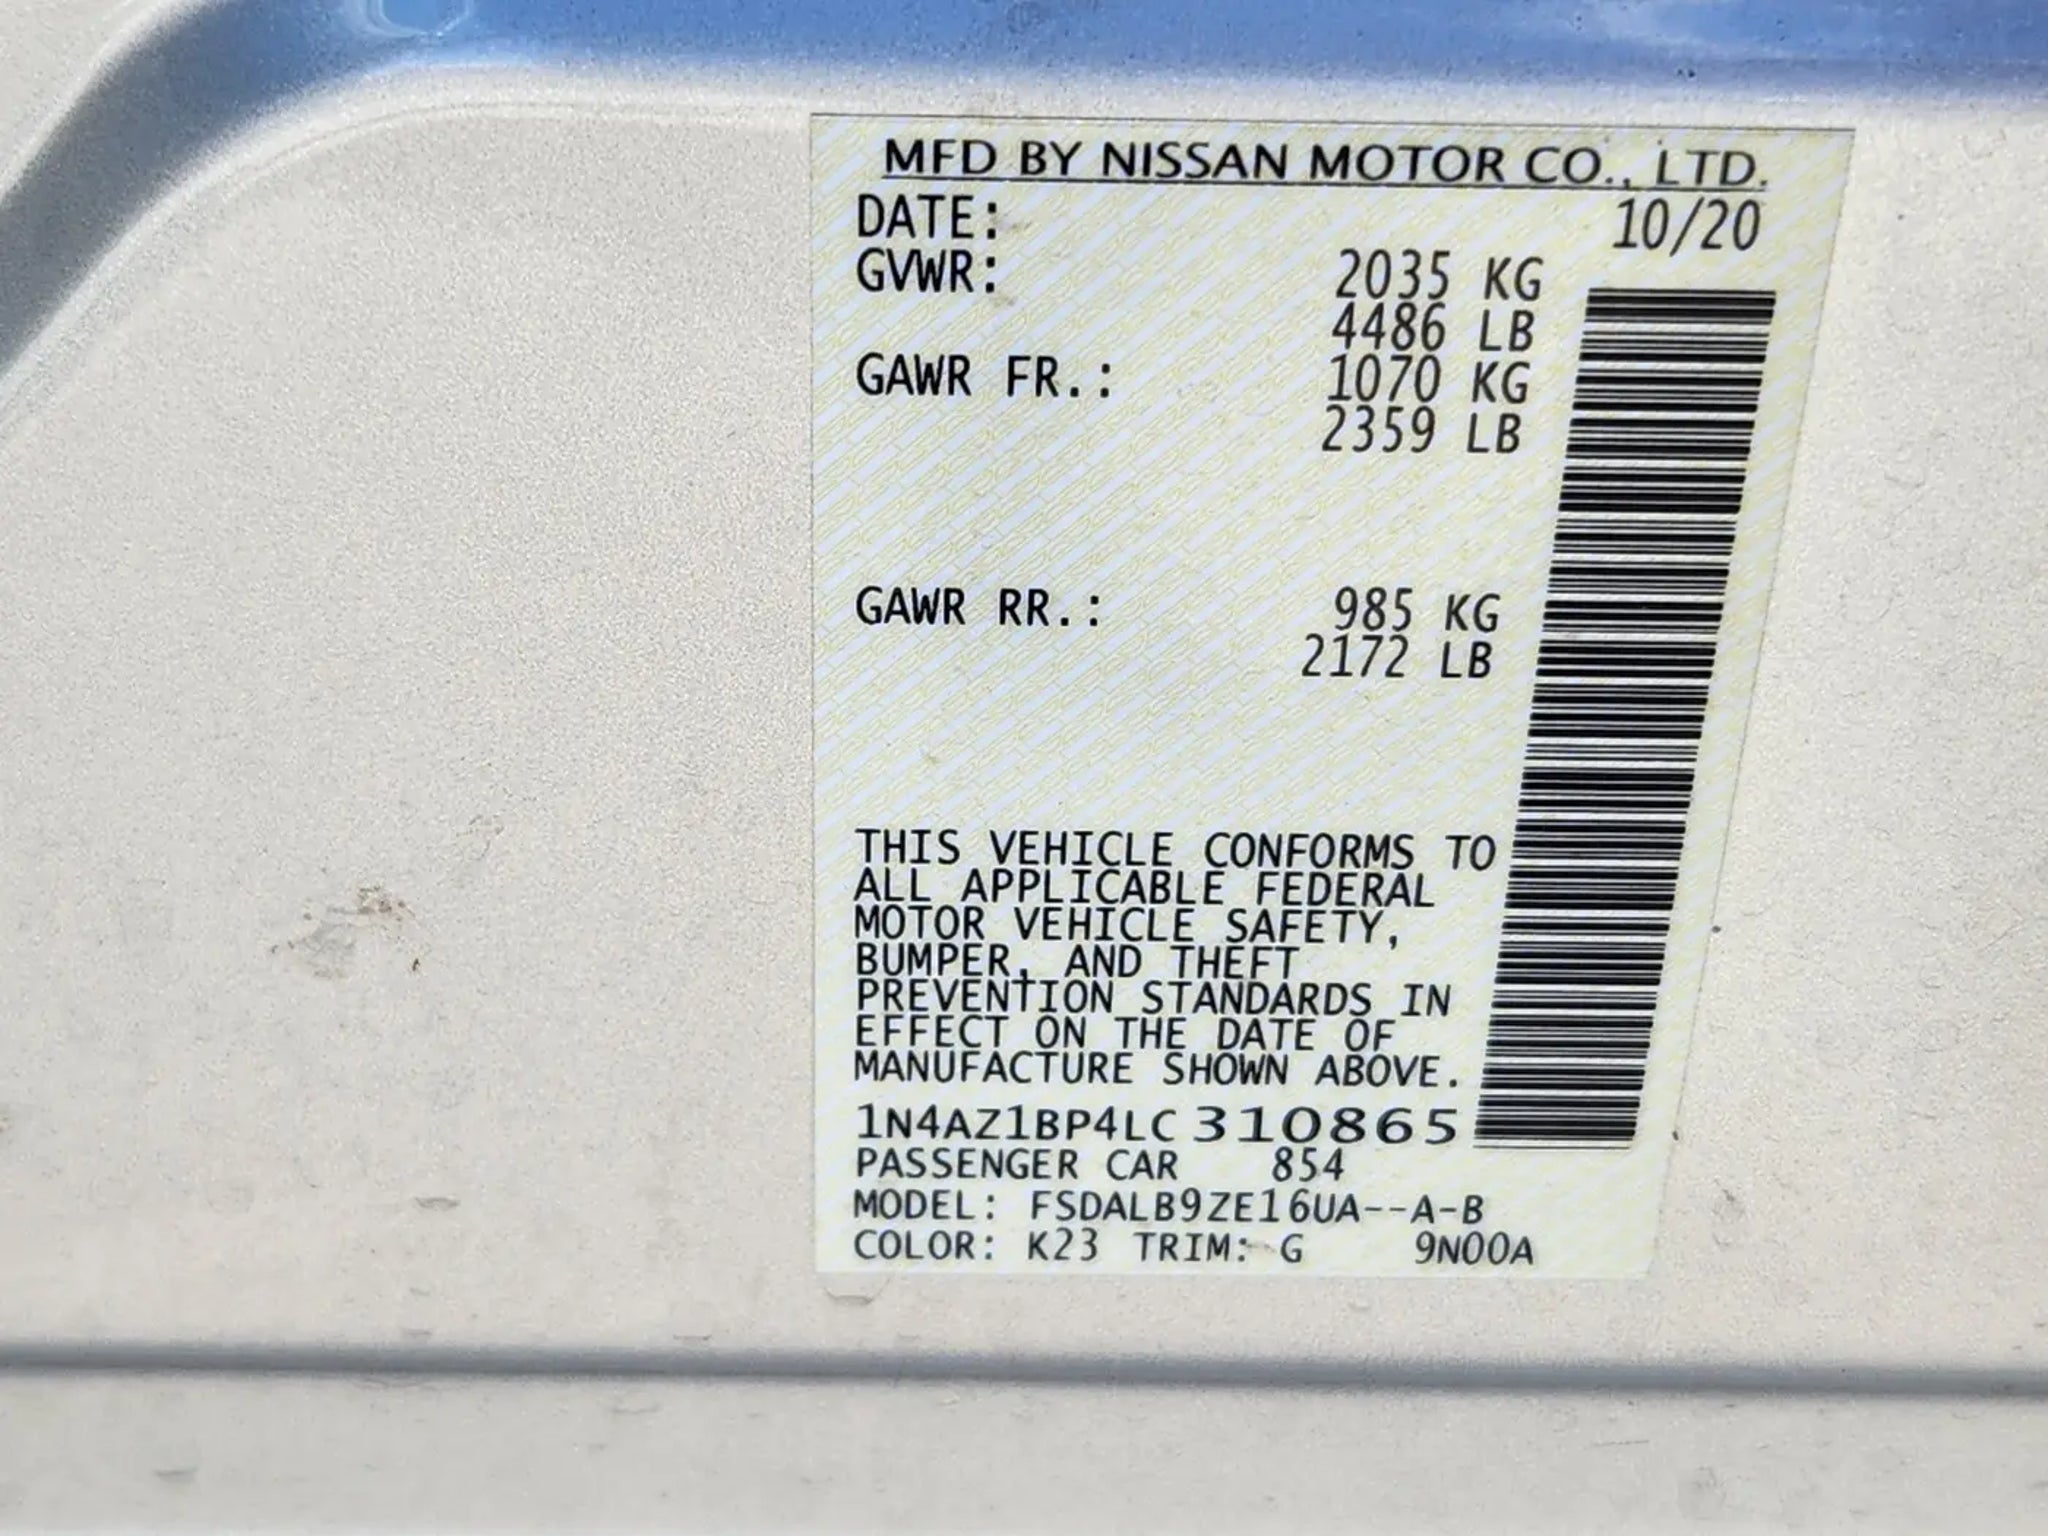 MFD BY NISSAN MOTOR CO., LTD.
DATE: 10/20
GVWR: 2035 KG
4486 LB
GAWR FR.: 1070 KG
2359 LB
GAWR RR.: 985 KG
2172 LB
THIS VEHICLE CONFORMS TO
ALL APPLICABLE FEDERAL
MOTOR VEHICLE SAFETY,
BUMPER, AND THEFT
PREVENTION STANDARDS IN
EFFECT ON THE DATE OF
MANUFACTURE SHOWN ABOVE.
1N4AZ1BP4LC310865
PASSENGER CAR 854
MODEL: FSDALB9ZE16UA--A-B
COLOR: K23 TRIM: G 9N00A